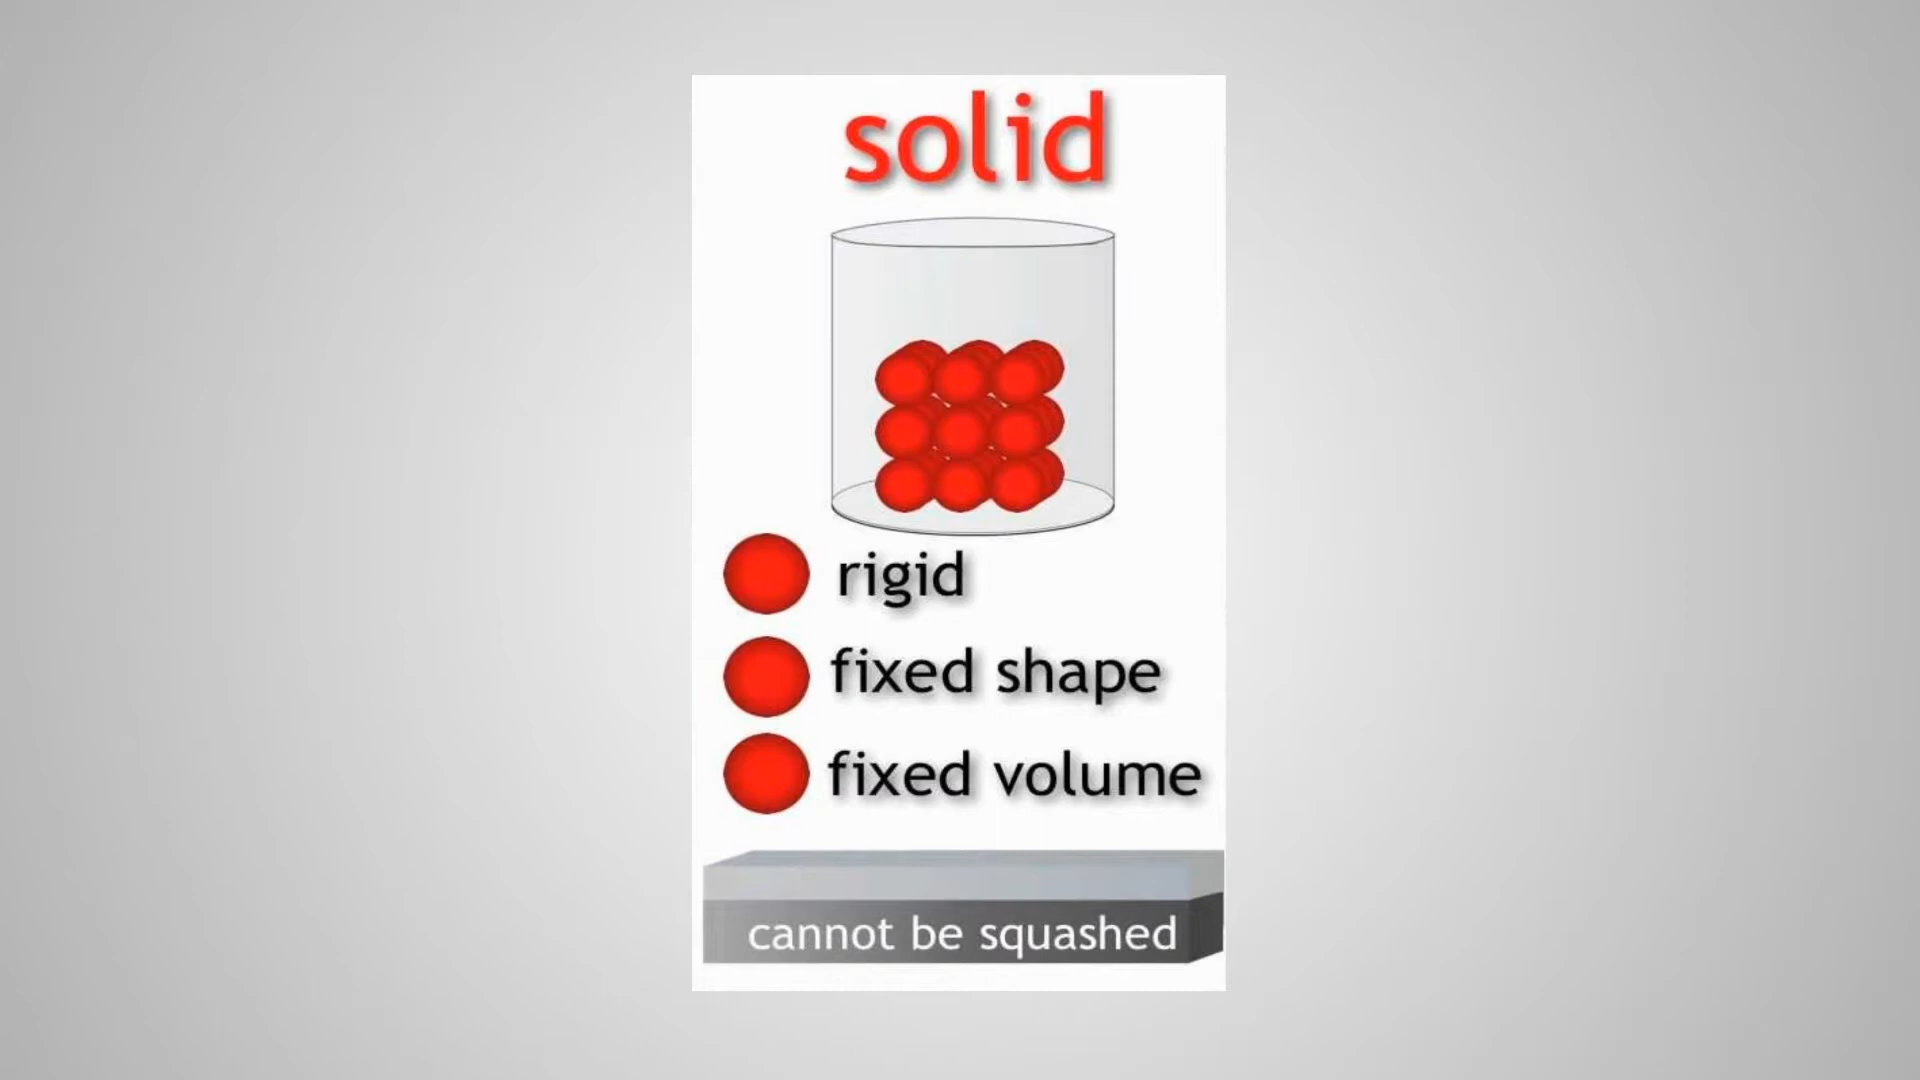 solid
rigid
fixed shape
fixed volume
cannot be squashed